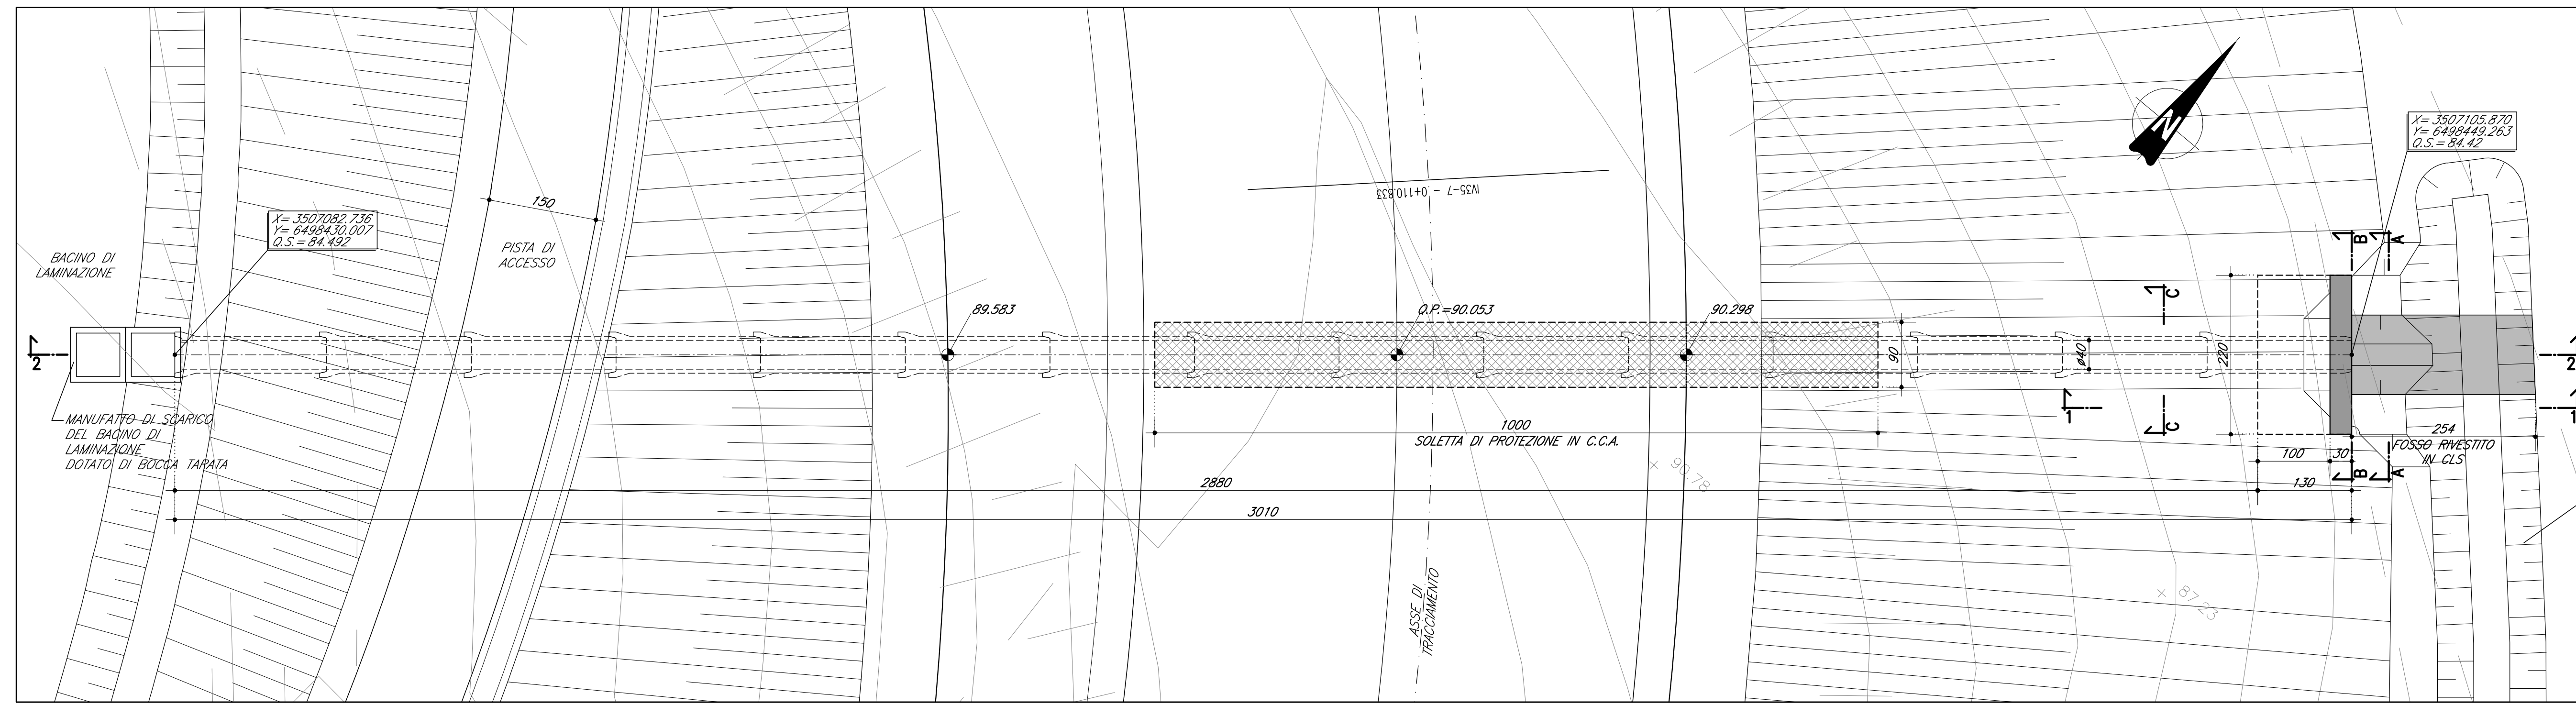 X= 3507082.736
Y= 6498430.007
Q.S.= 84.492
BACINO DI
LAMINAZIONE
150
PISTA DI
ACCESSO
N35-7 - 0+110.833
N
X= 3507105.870
Y= 6498449.263
Q.S.= 84.42
B
A
C
89.583
Q.P.=90.053
90.298
2
90
ø40
220
2
1
C
1
MANUFATTO DI SCARICO
DEL BACINO DI
LAMINAZIONE
DOTATO DI BOCCA TARATA
1000
SOLETTA DI PROTEZIONE IN C.C.A.
254
FOSSO RIVESTITO
IN CLS
100
30
B
A
90.78
2880
130
3010
ASSE DI
TRACCIAMENTO
87.23